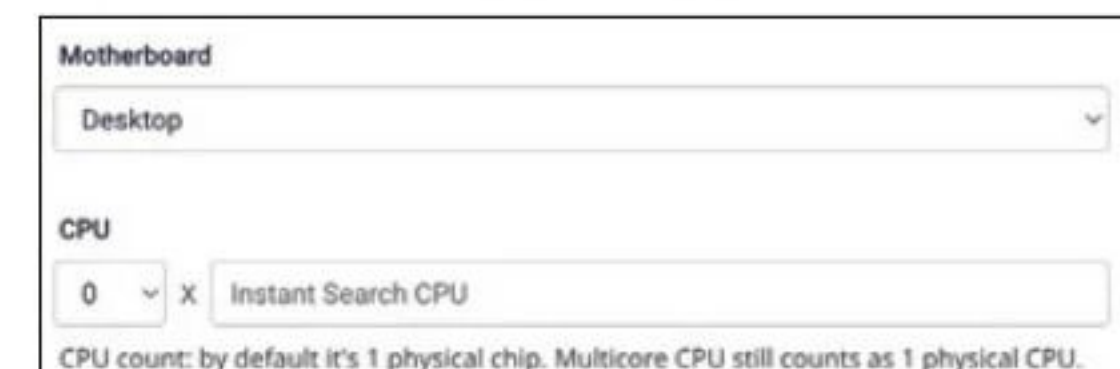 Motherboard
Desktop
CPU
0 X Instant Search CPU
CPU count: by default it's 1 physical chip. Multicore CPU still counts as 1 physical CPU.